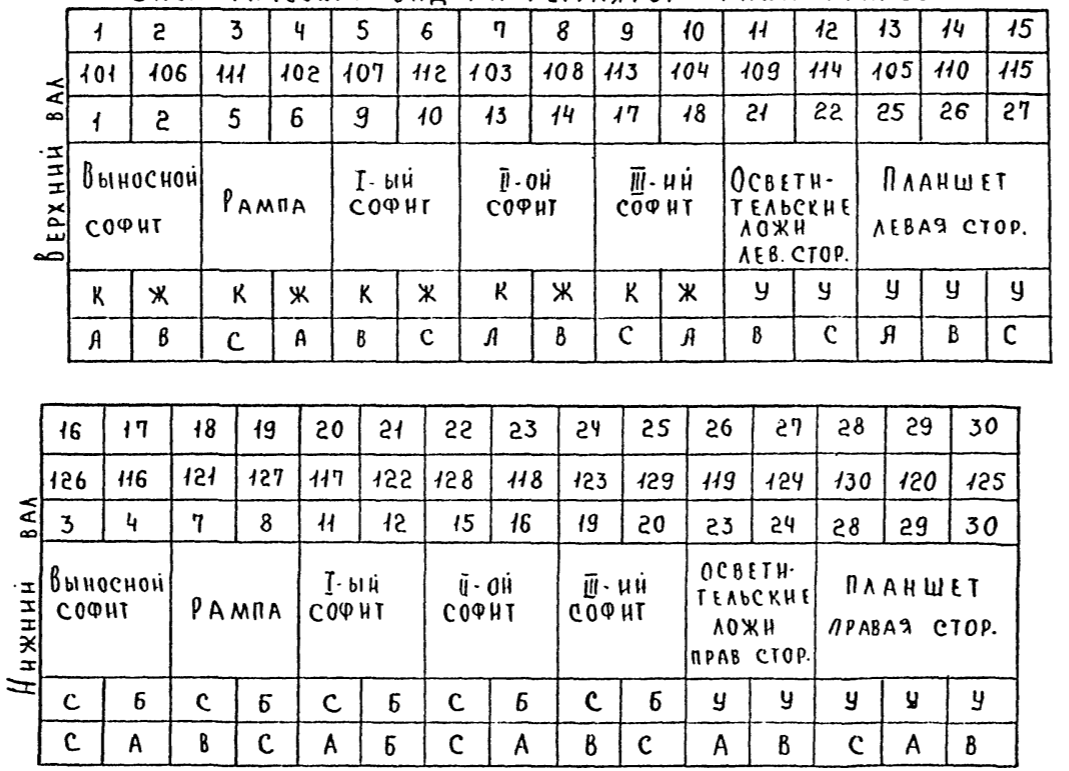 1 2 3 4 5 6 7 8 9 10 11 12 13 14 15
101 106 111 102 107 112 103 108 113 104 109 114 105 110 115
1 2 5 6 9 10 13 14 17 18 21 22 25 26 27
Верхний вал
Выносной
софит
Рампа
I-ый
софит
II-ой
софит
III-ий
софит
Освети-
тельские
ложи
лев. стор.
Планшет
левая стор.
К Ж К Ж К Ж К Ж К Ж У У У У У
А В С А В С А В С А В С А В С
16 17 18 19 20 21 22 23 24 25 26 27 28 29 30
126 116 121 127 117 122 128 118 123 129 119 124 130 120 125
3 4 7 8 11 12 15 16 19 20 23 24 28 29 30
Нижний вал
Выносной
софит
Рампа
I-ый
софит
II-ой
софит
III-ий
софит
Освети-
тельские
ложи
прав стор.
Планшет
правая стор.
С Б С Б С Б С Б С Б У У У У У
С А В С А Б С А В С А В С А В